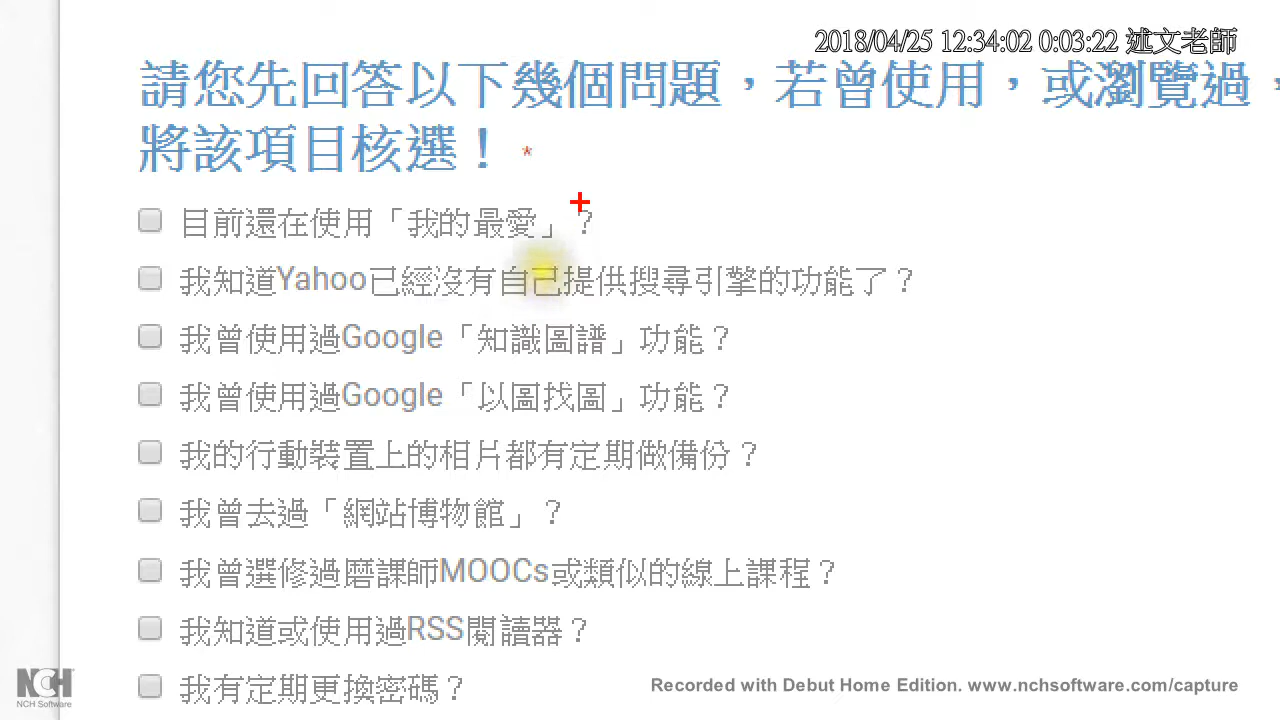 2018/04/25 12:34:02 0:03:22 述文老師
請您先回答以下幾個問題，若曾使用，或瀏覽過，
將該項目核選！ *
目前還在使用「我的最愛」？
我知道Yahoo已經沒有自己提供搜尋引擎的功能了？
我曾使用過Google「知識圖譜」功能？
我曾使用過Google「以圖找圖」功能？
我的行動裝置上的相片都有定期做備份？
我曾去過「網站博物館」？
我曾選修過磨課師MOOCs或類似的線上課程？
我知道或使用過RSS閱讀器？
我有定期更換密碼？
NCH
NCH Software
Recorded with Debut Home Edition. www.nchsoftware.com/capture